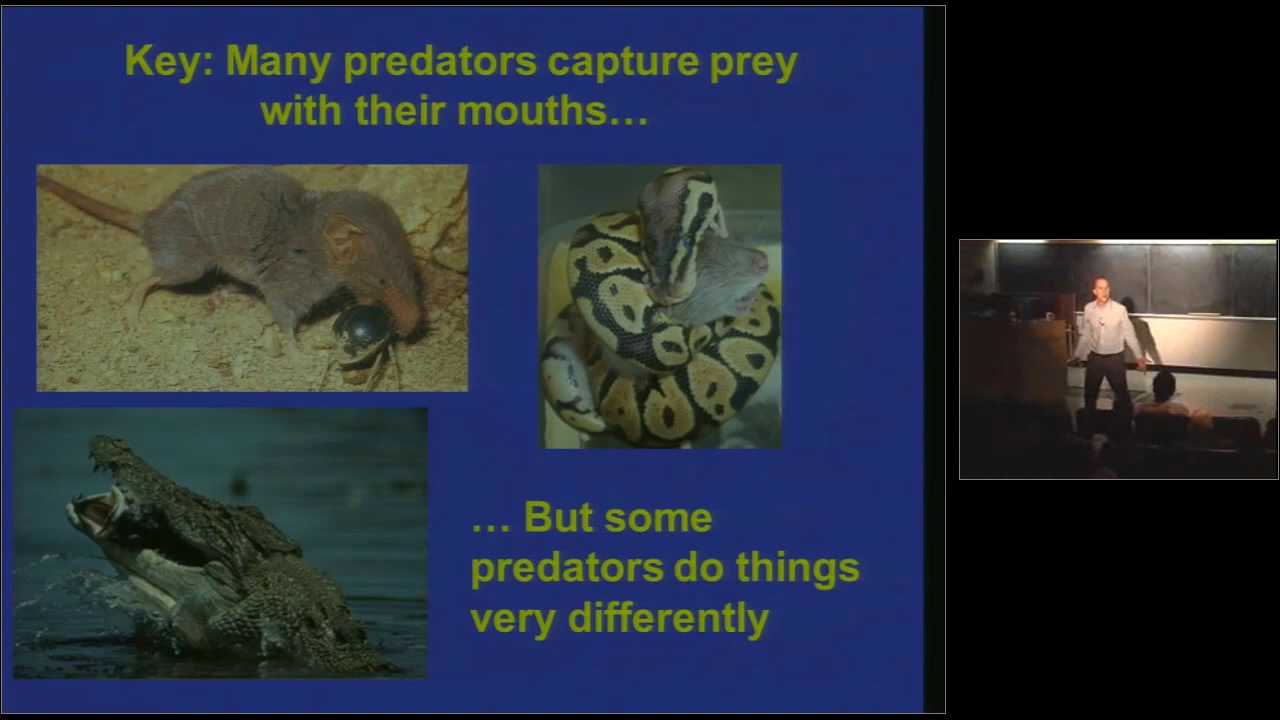 Key: Many predators capture prey
with their mouths…
… But some
predators do things
very differently